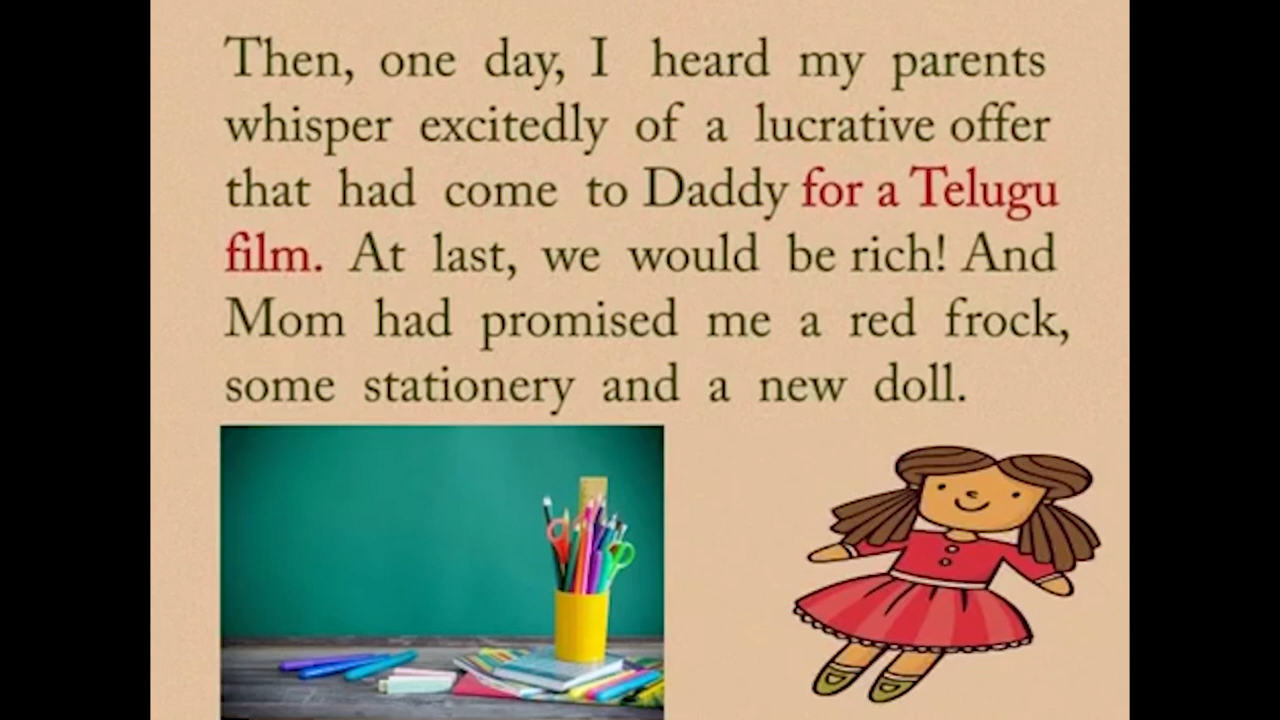 Then, one day, I heard my parents
whisper excitedly of a lucrative offer
that had come to Daddy for a Telugu
film. At last, we would be rich! And
Mom had promised me a red frock,
some stationery and a new doll.